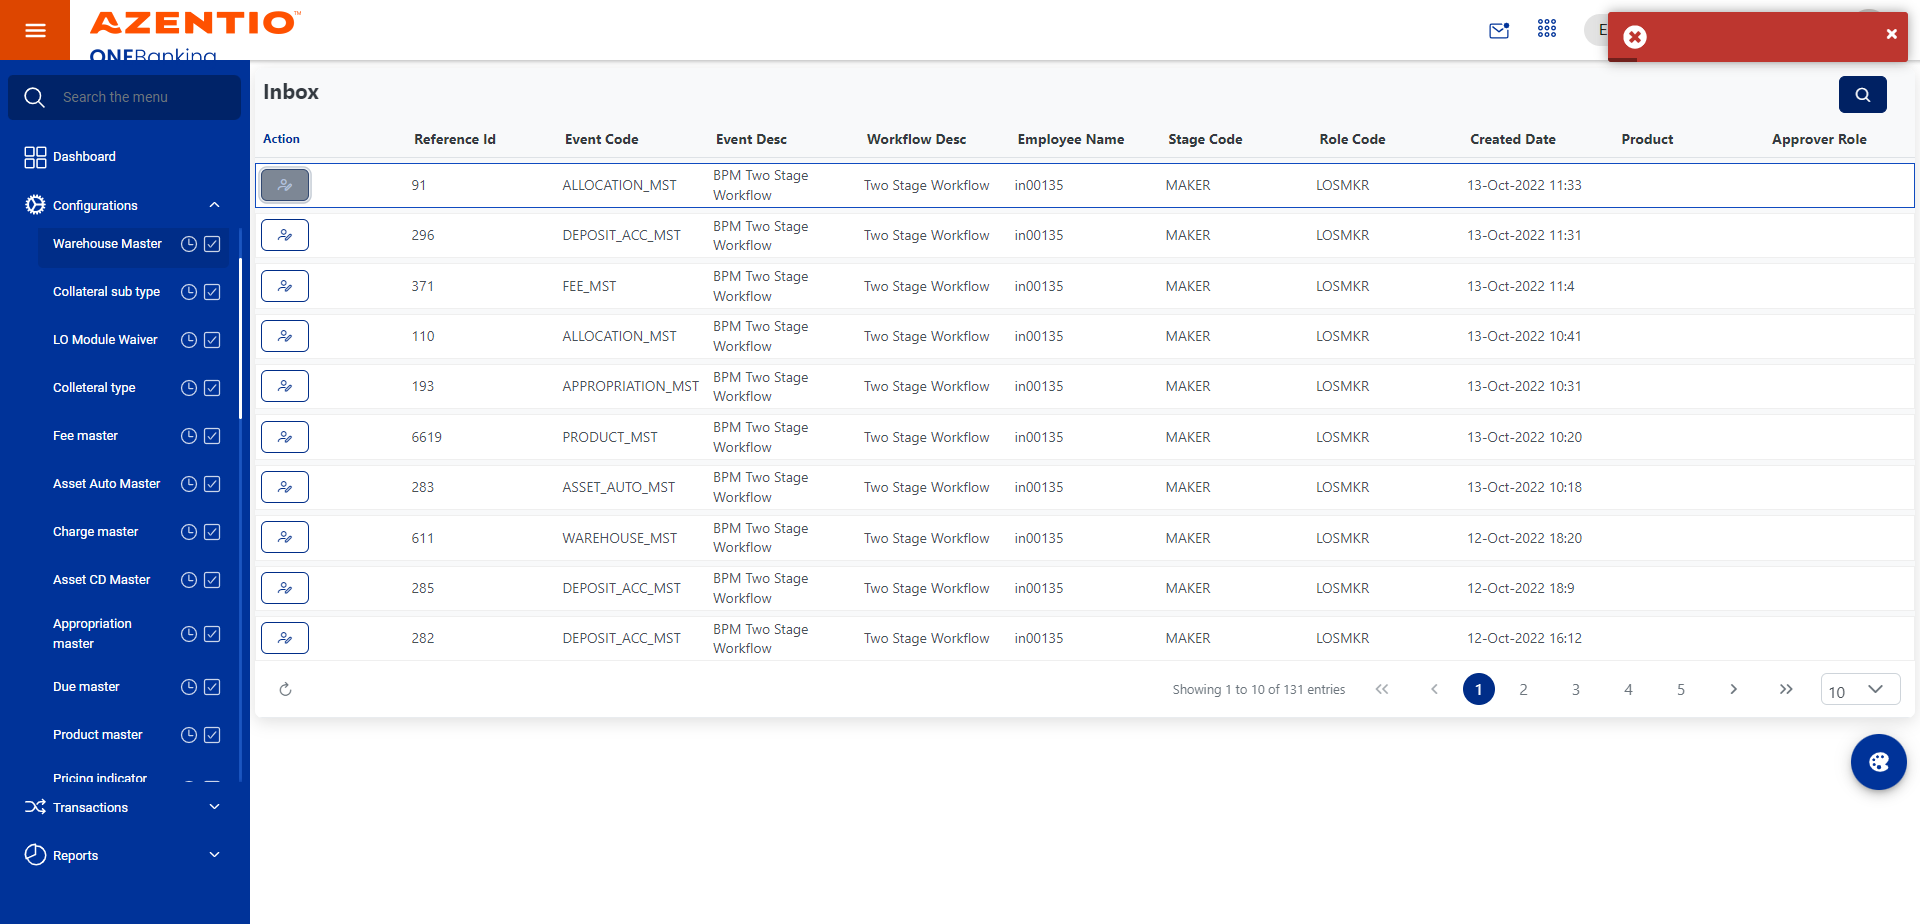 AZENTIO™
ONEBanking
E
Search the menu
Dashboard
Configurations
Warehouse Master
Collateral sub type
LO Module Waiver
Colleteral type
Fee master
Asset Auto Master
Charge master
Asset CD Master
Appropriation
master
Due master
Product master
Pricing indicator
Transactions
Reports
Inbox
Action Reference Id Event Code Event Desc Workflow Desc Employee Name Stage Code Role Code Created Date Product Approver Role
91 ALLOCATION_MST BPM Two Stage Workflow Two Stage Workflow in00135 MAKER LOSMKR 13-Oct-2022 11:33
296 DEPOSIT_ACC_MST BPM Two Stage Workflow Two Stage Workflow in00135 MAKER LOSMKR 13-Oct-2022 11:31
371 FEE_MST BPM Two Stage Workflow Two Stage Workflow in00135 MAKER LOSMKR 13-Oct-2022 11:4
110 ALLOCATION_MST BPM Two Stage Workflow Two Stage Workflow in00135 MAKER LOSMKR 13-Oct-2022 10:41
193 APPROPRIATION_MST BPM Two Stage Workflow Two Stage Workflow in00135 MAKER LOSMKR 13-Oct-2022 10:31
6619 PRODUCT_MST BPM Two Stage Workflow Two Stage Workflow in00135 MAKER LOSMKR 13-Oct-2022 10:20
283 ASSET_AUTO_MST BPM Two Stage Workflow Two Stage Workflow in00135 MAKER LOSMKR 13-Oct-2022 10:18
611 WAREHOUSE_MST BPM Two Stage Workflow Two Stage Workflow in00135 MAKER LOSMKR 12-Oct-2022 18:20
285 DEPOSIT_ACC_MST BPM Two Stage Workflow Two Stage Workflow in00135 MAKER LOSMKR 12-Oct-2022 18:9
282 DEPOSIT_ACC_MST BPM Two Stage Workflow Two Stage Workflow in00135 MAKER LOSMKR 12-Oct-2022 16:12
Showing 1 to 10 of 131 entries 1 2 3 4 5 10